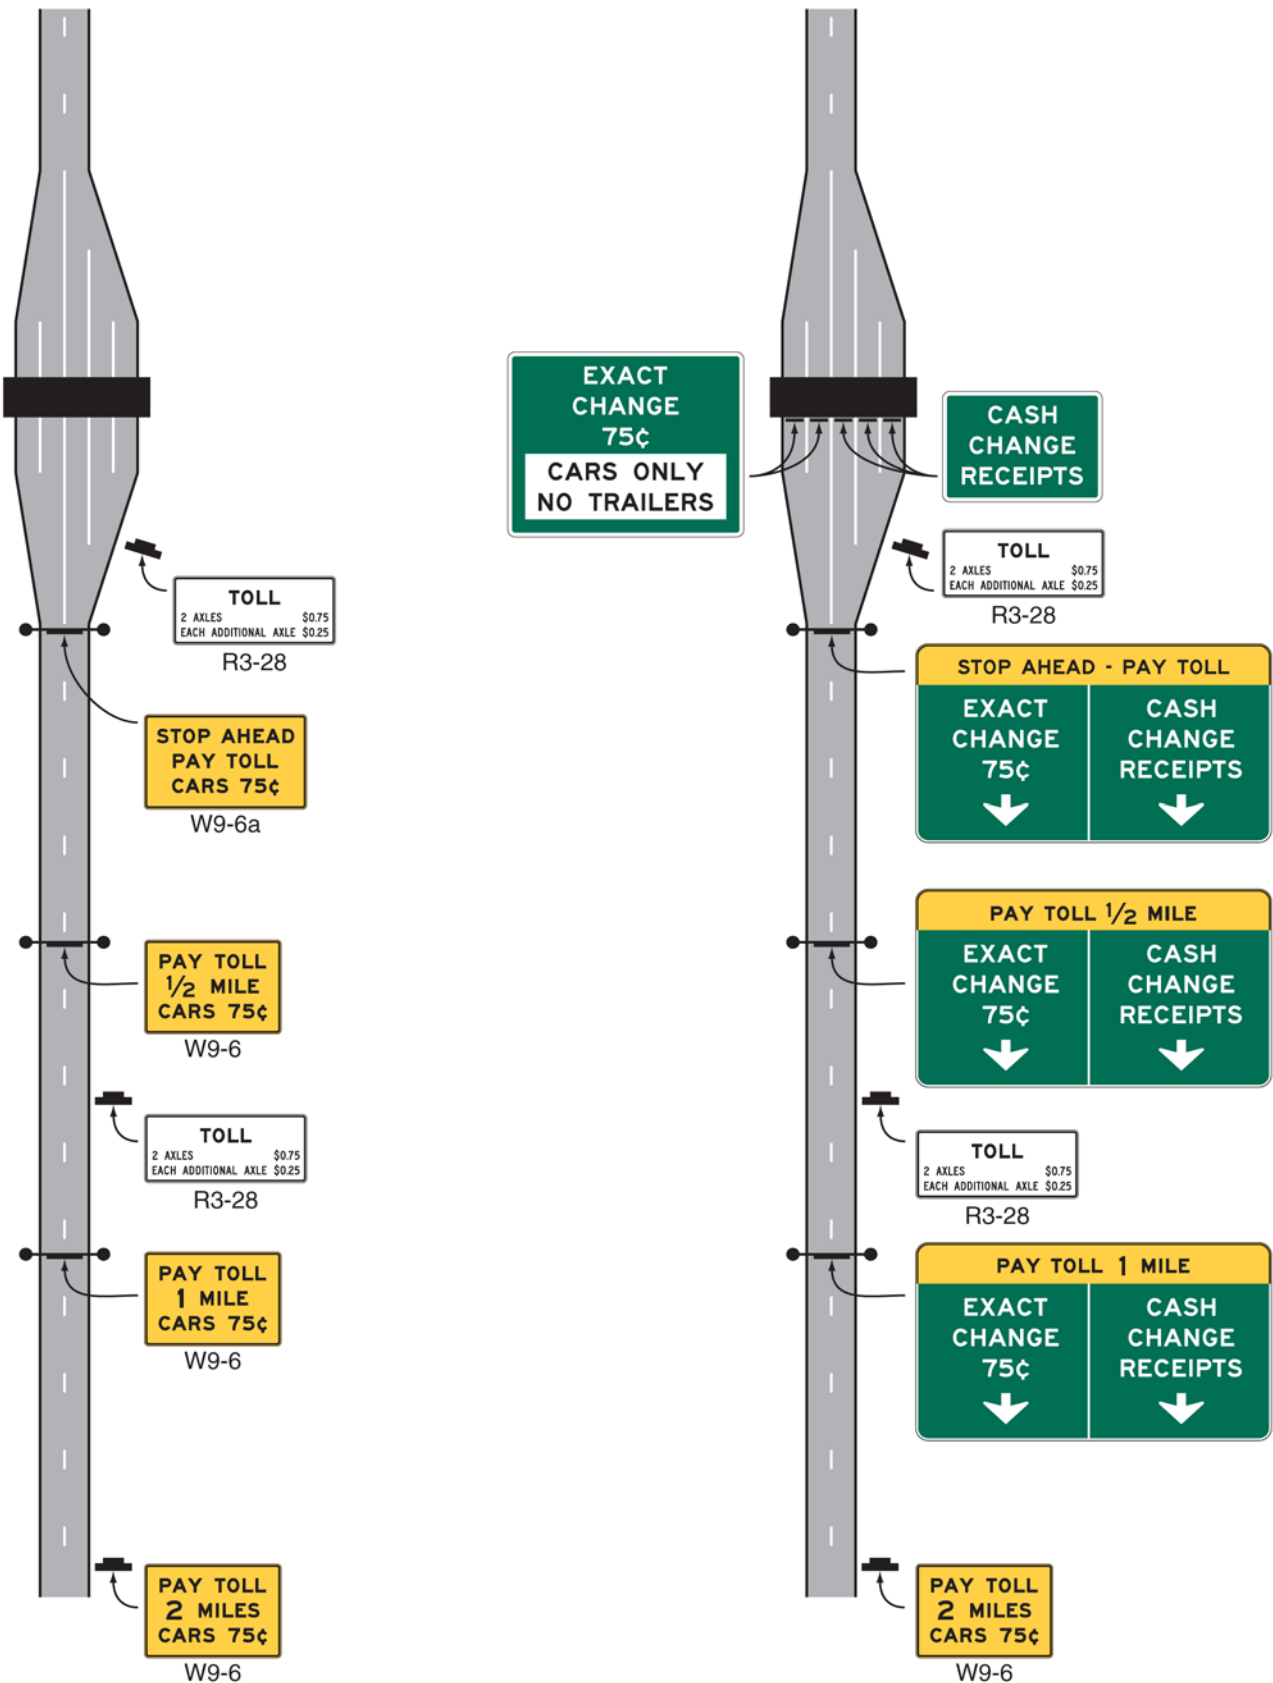 TOLL
2 AXLES $0.75
EACH ADDITIONAL AXLE $0.25
R3-28
STOP AHEAD
PAY TOLL
CARS 75¢
W9-6a
PAY TOLL
1/2 MILE
CARS 75¢
W9-6
TOLL
2 AXLES $0.75
EACH ADDITIONAL AXLE $0.25
R3-28
PAY TOLL
1 MILE
CARS 75¢
W9-6
PAY TOLL
2 MILES
CARS 75¢
W9-6
EXACT
CHANGE
75¢
CARS ONLY
NO TRAILERS
CASH
CHANGE
RECEIPTS
TOLL
2 AXLES $0.75
EACH ADDITIONAL AXLE $0.25
R3-28
STOP AHEAD - PAY TOLL
EXACT
CHANGE
75¢
CASH
CHANGE
RECEIPTS
PAY TOLL 1/2 MILE
EXACT
CHANGE
75¢
CASH
CHANGE
RECEIPTS
TOLL
2 AXLES $0.75
EACH ADDITIONAL AXLE $0.25
R3-28
PAY TOLL 1 MILE
EXACT
CHANGE
75¢
CASH
CHANGE
RECEIPTS
PAY TOLL
2 MILES
CARS 75¢
W9-6